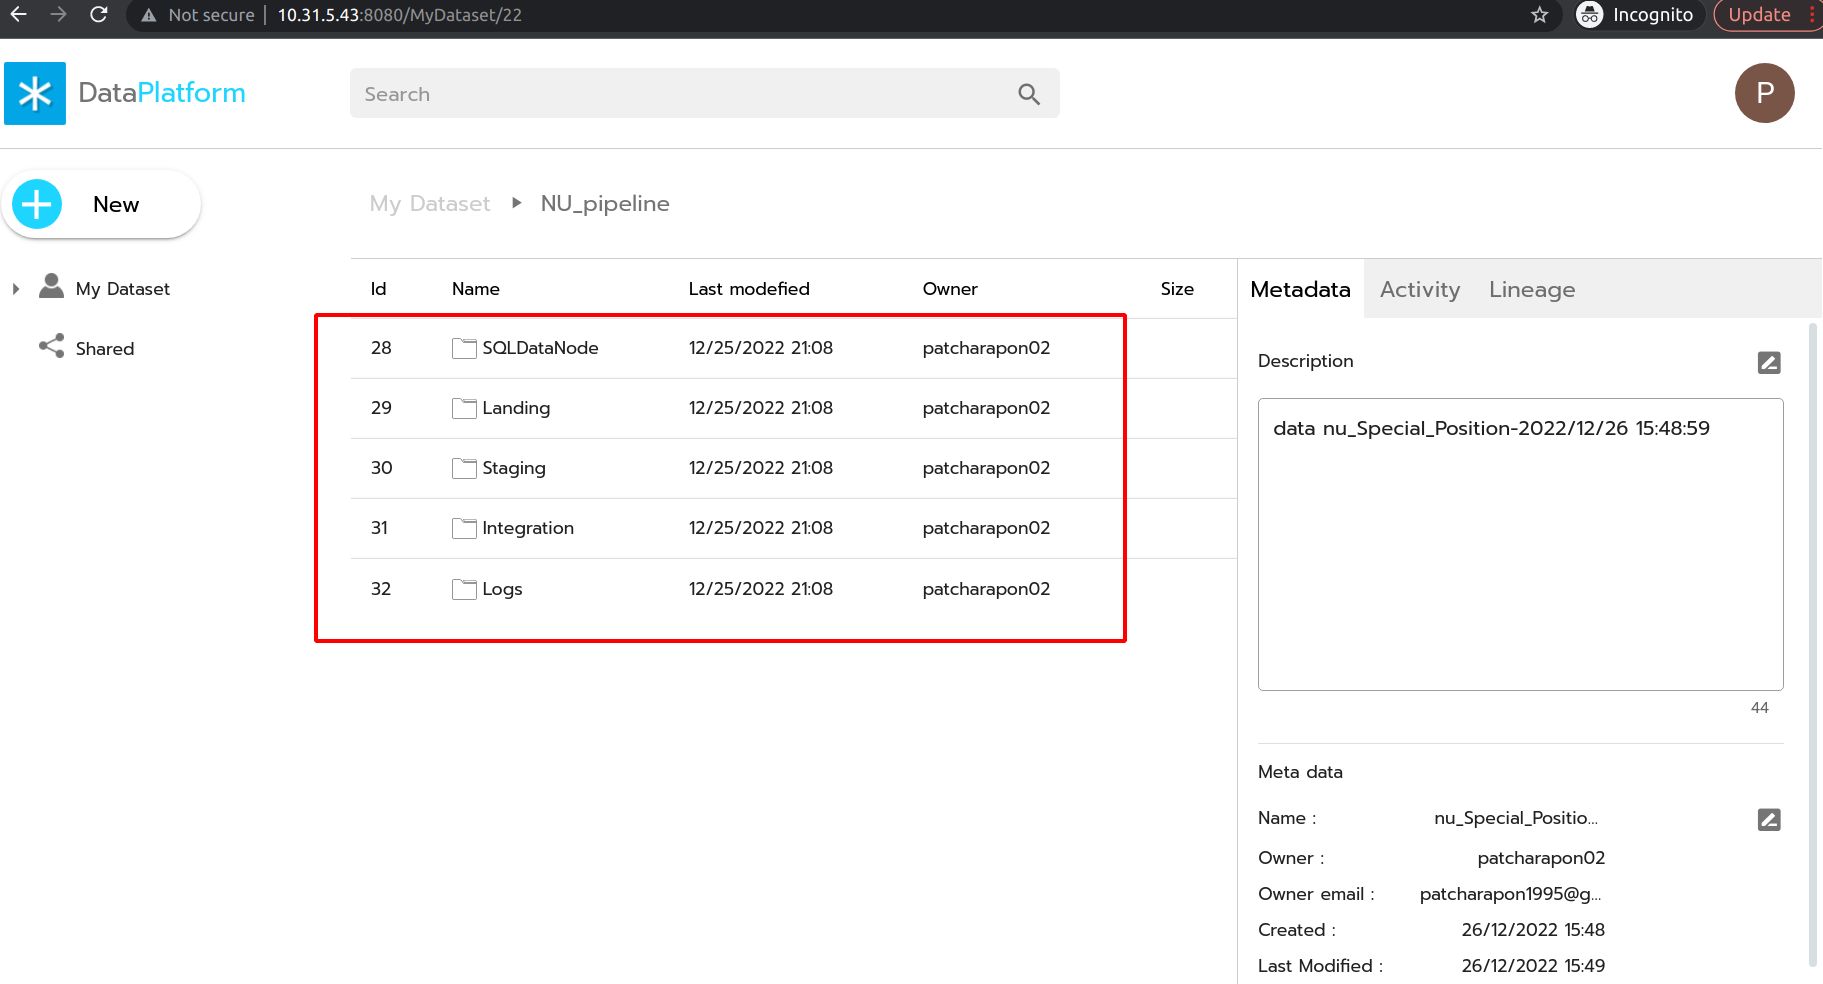 Not secure 10.31.5.43:8080/MyDataset/22 Incognito Update
DataPlatform
Search
P
New
My Dataset NU_pipeline
My Dataset
Shared
Id Name Last modefied Owner Size
28 SQLDataNode 12/25/2022 21:08 patcharapon02
29 Landing 12/25/2022 21:08 patcharapon02
30 Staging 12/25/2022 21:08 patcharapon02
31 Integration 12/25/2022 21:08 patcharapon02
32 Logs 12/25/2022 21:08 patcharapon02
Metadata Activity Lineage
Description
data nu_Special_Position-2022/12/26 15:48:59
44
Meta data
Name : nu_Special_Positio...
Owner : patcharapon02
Owner email : patcharapon1995@g...
Created : 26/12/2022 15:48
Last Modified : 26/12/2022 15:49